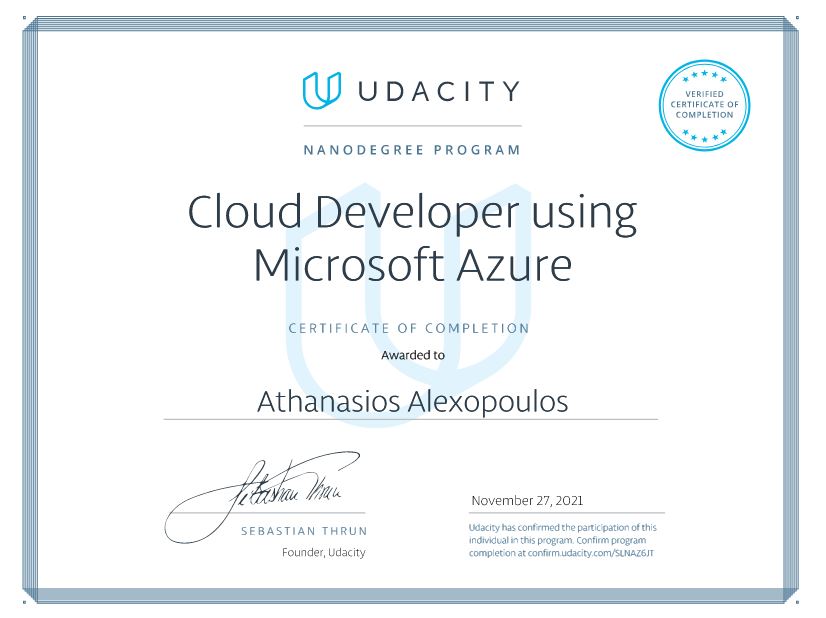 UDACITY
VERIFIED
CERTIFICATE OF
COMPLETION
NANODEGREE PROGRAM
Cloud Developer using
Microsoft Azure
CERTIFICATE OF COMPLETION
Awarded to
Athanasios Alexopoulos
Sebastian Thrun
SEBASTIAN THRUN
Founder, Udacity
November 27, 2021
Udacity has confirmed the participation of this
individual in this program. Confirm program
completion at confirm.udacity.com/SLNAZ6JT